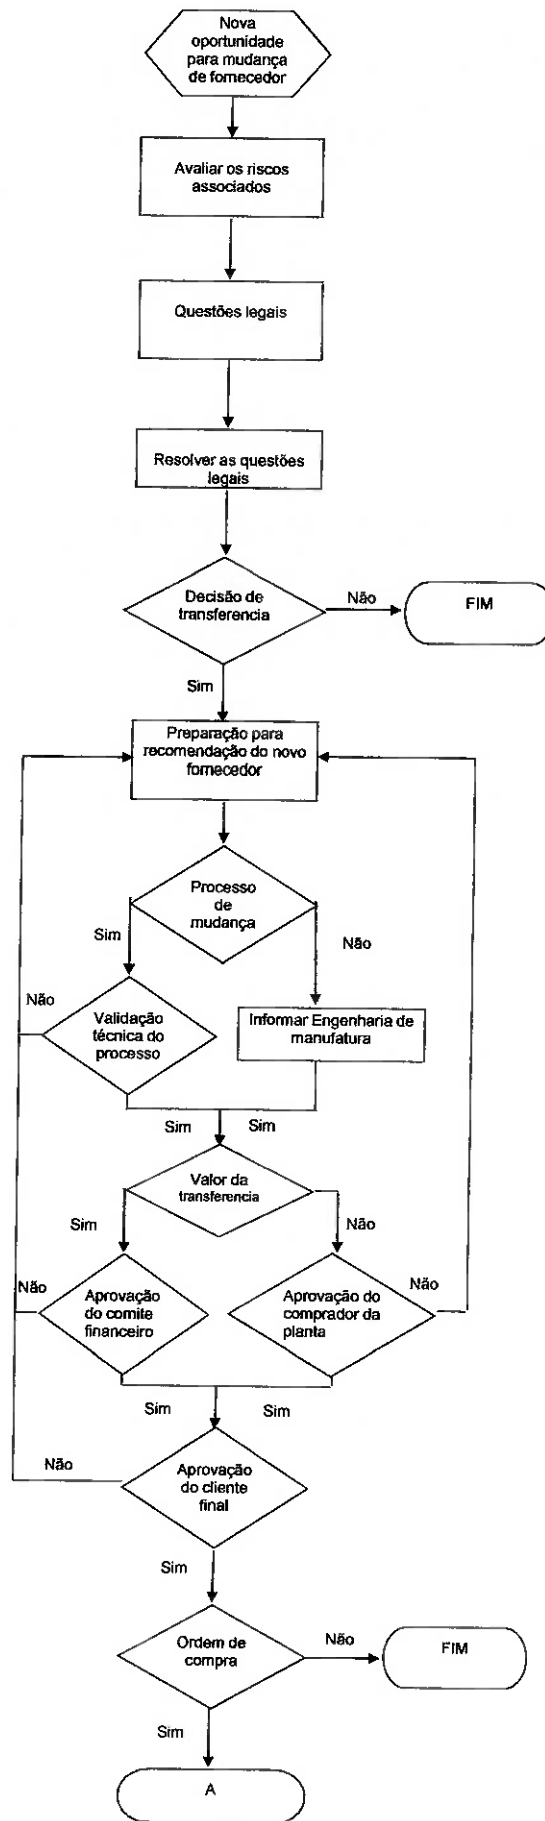 Nova
oportunidade
para mudança
de fornecedor
Avaliar os riscos
associados
Questões legais
Resolver as questões
legais
Decisão de
transferencia
Não
FIM
Sim
Preparação para
recomendação do novo
fornecedor
Processo
de
mudança
Sim
Não
Não
Validação
técnica do
processo
Informar Engenharia de
manufatura
Sim
Sim
Valor da
transferencia
Sim
Não
Não
Aprovação
do comite
financeiro
Aprovação do
comprador da
planta
Não
Sim
Sim
Não
Aprovação
do cliente
final
Sim
Ordem de
compra
Não
FIM
Sim
A